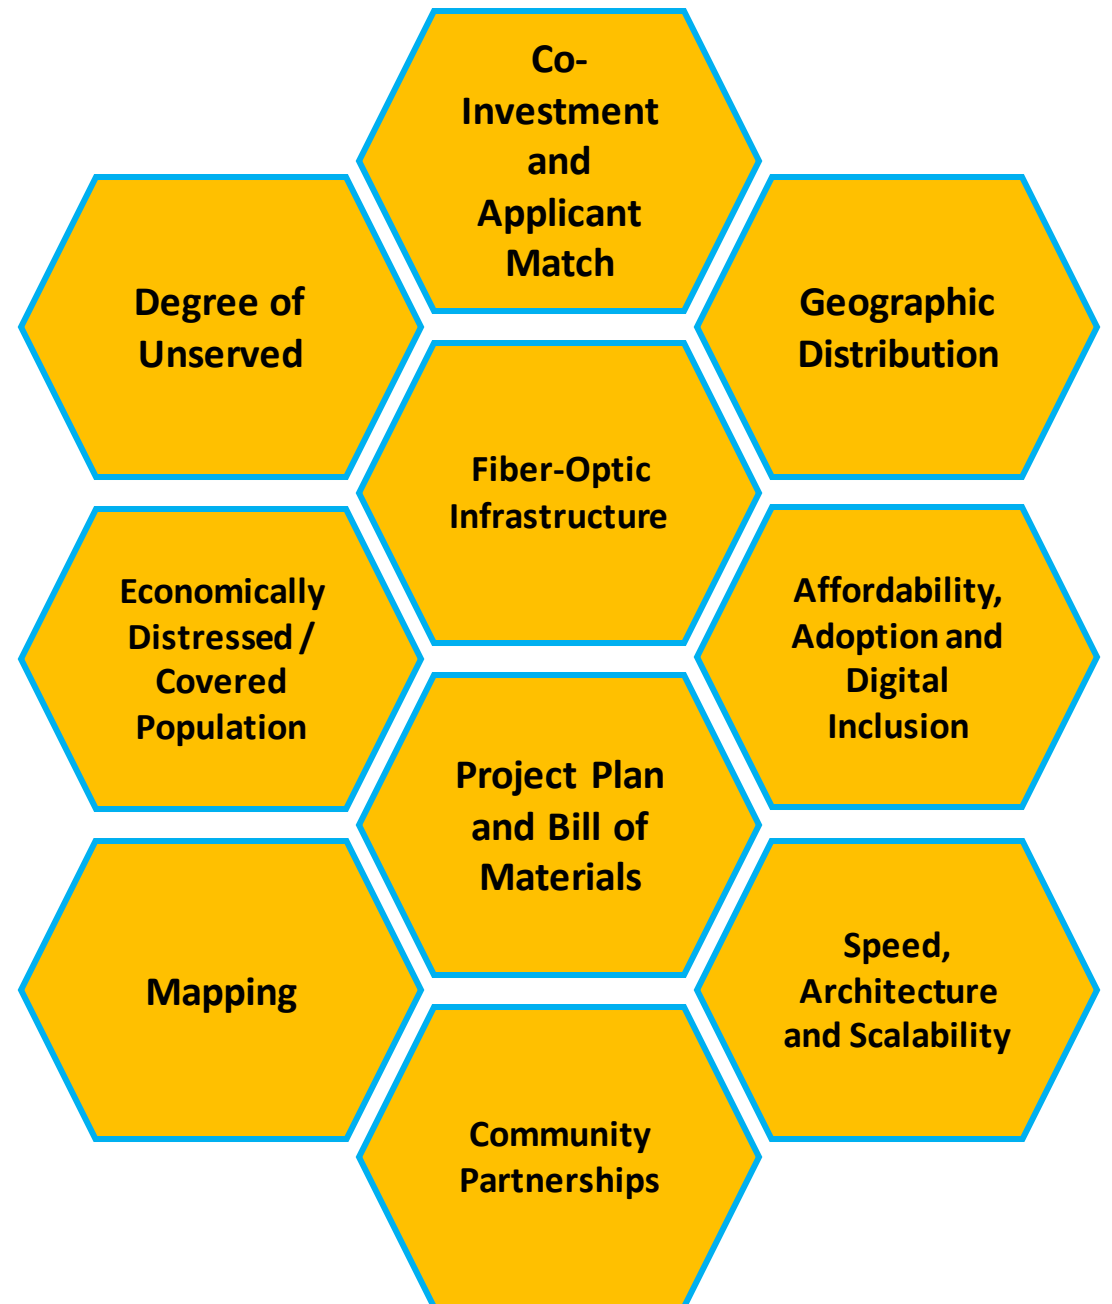 Co-
Investment
and
Applicant
Match
Degree of
Unserved
Geographic
Distribution
Fiber-Optic
Infrastructure
Economically
Distressed /
Covered
Population
Affordability,
Adoption and
Digital
Inclusion
Project Plan
and Bill of
Materials
Mapping
Speed,
Architecture
and Scalability
Community
Partnerships